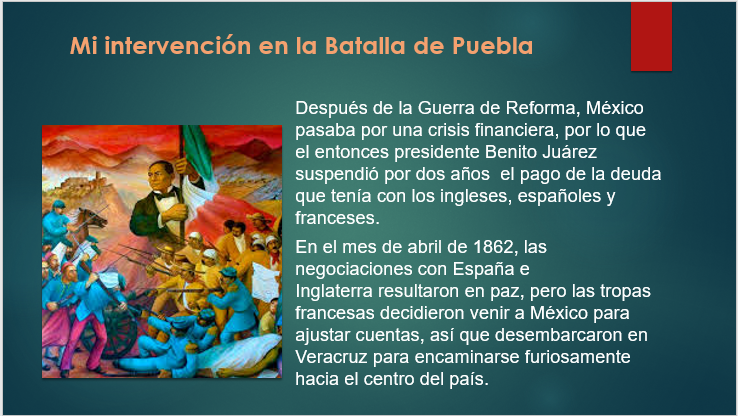 Mi intervención en la Batalla de Puebla
Después de la Guerra de Reforma, México
pasaba por una crisis financiera, por lo que
el entonces presidente Benito Juárez
suspendió por dos años  el pago de la deuda
que tenía con los ingleses, españoles y
franceses.
En el mes de abril de 1862, las
negociaciones con España e
Inglaterra resultaron en paz, pero las tropas
francesas decidieron venir a México para
ajustar cuentas, así que desembarcaron en
Veracruz para encaminarse furiosamente
hacia el centro del país.